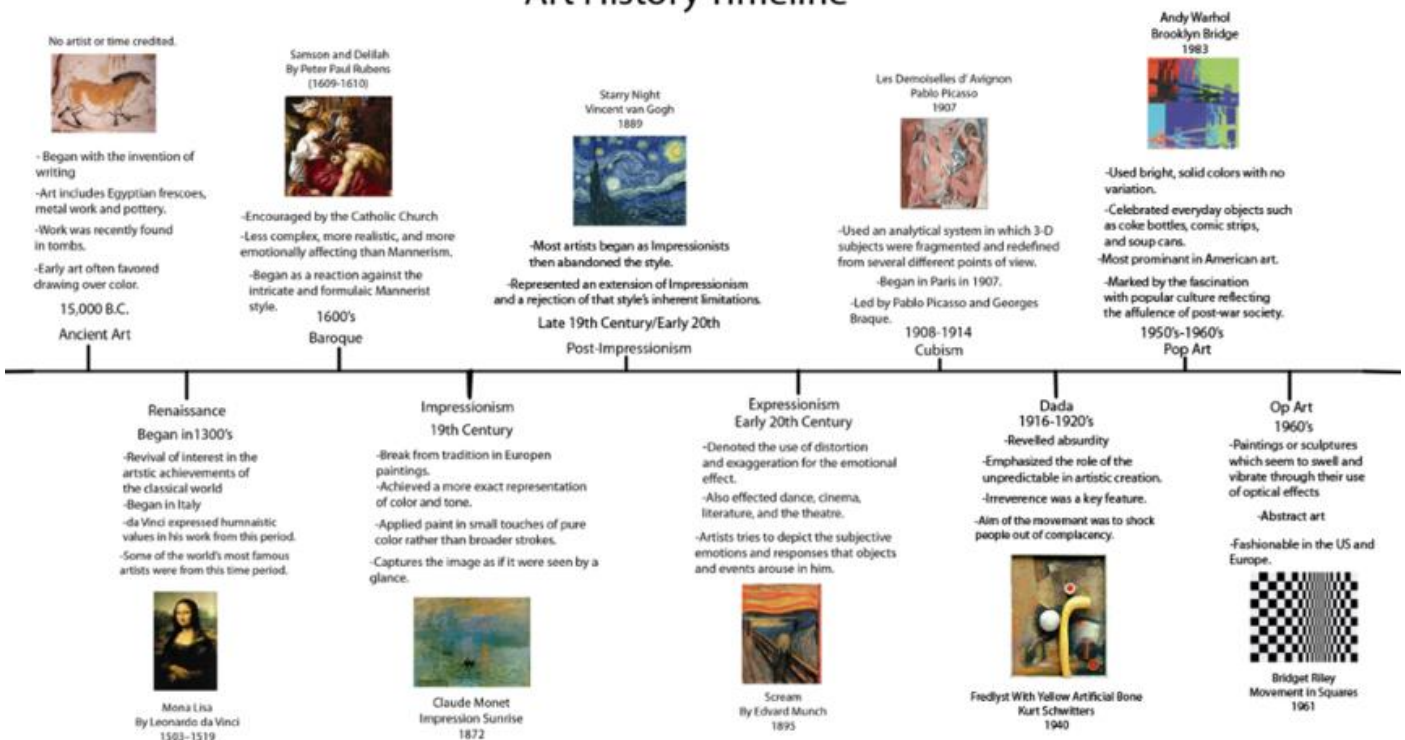 Art History Timeline
No artist or time credited.
- Began with the invention of
writing
-Art includes Egyptian frescoes,
metal work and pottery.
-Work was recently found
in tombs.
-Early art often favored
drawing over color.
15,000 B.C.
Ancient Art
Samson and Delilah
By Peter Paul Rubens
(1609-1610)
-Encouraged by the Catholic Church
-Less complex, more realistic, and more
emotionally affecting than Mannerism.
-Began as a reaction against the
intricate and formulaic Mannerist
style.
1600's
Baroque
Starry Night
Vincent van Gogh
1889
-Most artists began as Impressionists
then abandoned the style.
-Represented an extension of Impressionism
and a rejection of that style's inherent limitations.
Late 19th Century/Early 20th
Post-Impressionism
Les Demoiselles d' Avignon
Pablo Picasso
1907
-Used an analytical system in which 3-D
subjects were fragmented and redefined
from several different points of view.
-Began in Paris in 1907.
-Led by Pablo Picasso and Georges
Braque.
1908-1914
Cubism
Andy Warhol
Brooklyn Bridge
1983
-Used bright, solid colors with no
variation.
-Celebrated everyday objects such
as coke bottles, comic strips,
and soup cans.
-Most prominent in American art.
-Marked by the fascination
with popular culture reflecting
the affulence of post-war society.
1950's-1960's
Pop Art
Renaissance
Began in1300's
-Revival of interest in the
artstic achievements of
the classical world
-Began in Italy
-da Vinci expressed humnaistic
values in his work from this period.
-Some of the world's most famous
artists were from this time period.
Mona Lisa
By Leonardo da Vinci
1503-1519
Impressionism
19th Century
-Break from tradition in Europen
paintings.
-Achieved a more exact representation
of color and tone.
-Applied paint in small touches of pure
color rather than broader strokes.
-Captures the image as if it were seen by a
glance.
Claude Monet
Impression Sunrise
1872
Expressionism
Early 20th Century
-Denoted the use of distortion
and exaggeration for the emotional
effect.
-Also effected dance, cinema,
literature, and the theatre.
-Artists tries to depict the subjective
emotions and responses that objects
and events arouse in him.
Scream
By Edvard Munch
1895
Dada
1916-1920's
-Revelled absurdity
-Emphasized the role of the
unpredictable in artistic creation.
-Irreverence was a key feature.
-Aim of the movement was to shock
people out of complacency.
Fredlyst With Yellow Artificial Bone
Kurt Schwitters
1940
Op Art
1960's
-Paintings or sculptures
which seem to swell and
vibrate through their use
of optical effects
-Abstract art
-Fashionable in the US and
Europe.
Bridget Riley
Movement in Squares
1961